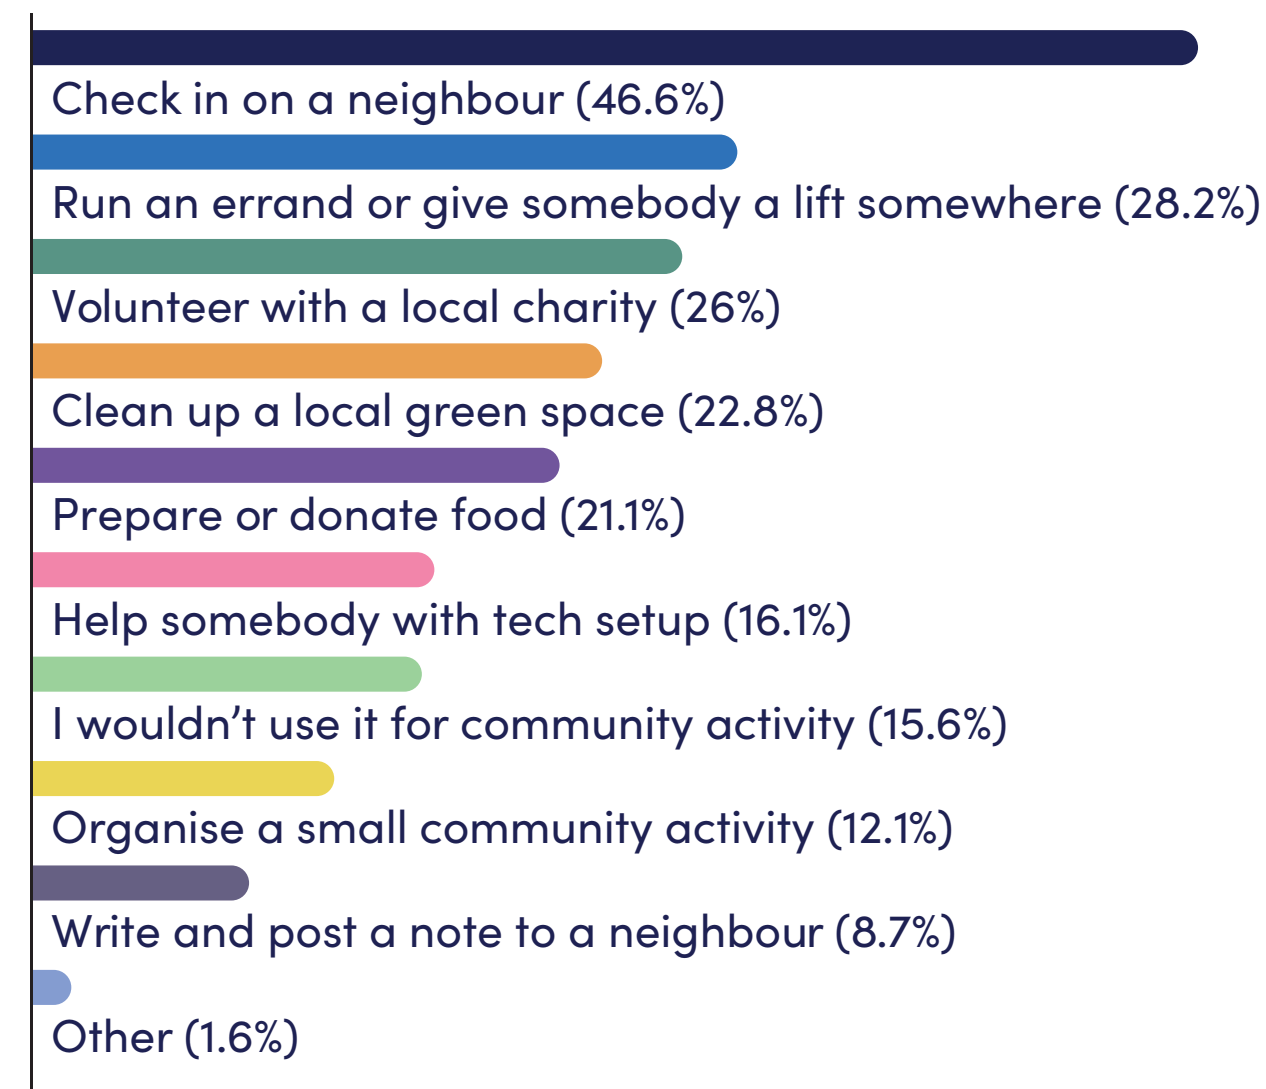 Check in on a neighbour (46.6%)
Run an errand or give somebody a lift somewhere (28.2%)
Volunteer with a local charity (26%)
Clean up a local green space (22.8%)
Prepare or donate food (21.1%)
Help somebody with tech setup (16.1%)
I wouldn’t use it for community activity (15.6%)
Organise a small community activity (12.1%)
Write and post a note to a neighbour (8.7%)
Other (1.6%)